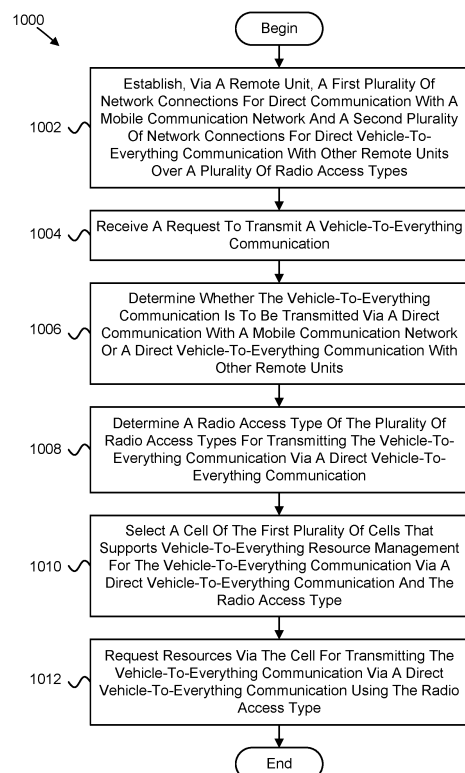 1000
Begin
1002
Establish, Via A Remote Unit, A First Plurality Of
Network Connections For Direct Communication With A
Mobile Communication Network And A Second Plurality
Of Network Connections For Direct Vehicle-To-
Everything Communication With Other Remote Units
Over A Plurality Of Radio Access Types
1004
Receive A Request To Transmit A Vehicle-To-Everything
Communication
1006
Determine Whether The Vehicle-To-Everything
Communication Is To Be Transmitted Via A Direct
Communication With A Mobile Communication Network
Or A Direct Vehicle-To-Everything Communication With
Other Remote Units
1008
Determine A Radio Access Type Of The Plurality Of
Radio Access Types For Transmitting The Vehicle-To-
Everything Communication Via A Direct Vehicle-To-
Everything Communication
1010
Select A Cell Of The First Plurality Of Cells That
Supports Vehicle-To-Everything Resource Management
For The Vehicle-To-Everything Communication Via A
Direct Vehicle-To-Everything Communication And The
Radio Access Type
1012
Request Resources Via The Cell For Transmitting The
Vehicle-To-Everything Communication Via A Direct
Vehicle-To-Everything Communication Using The Radio
Access Type
End